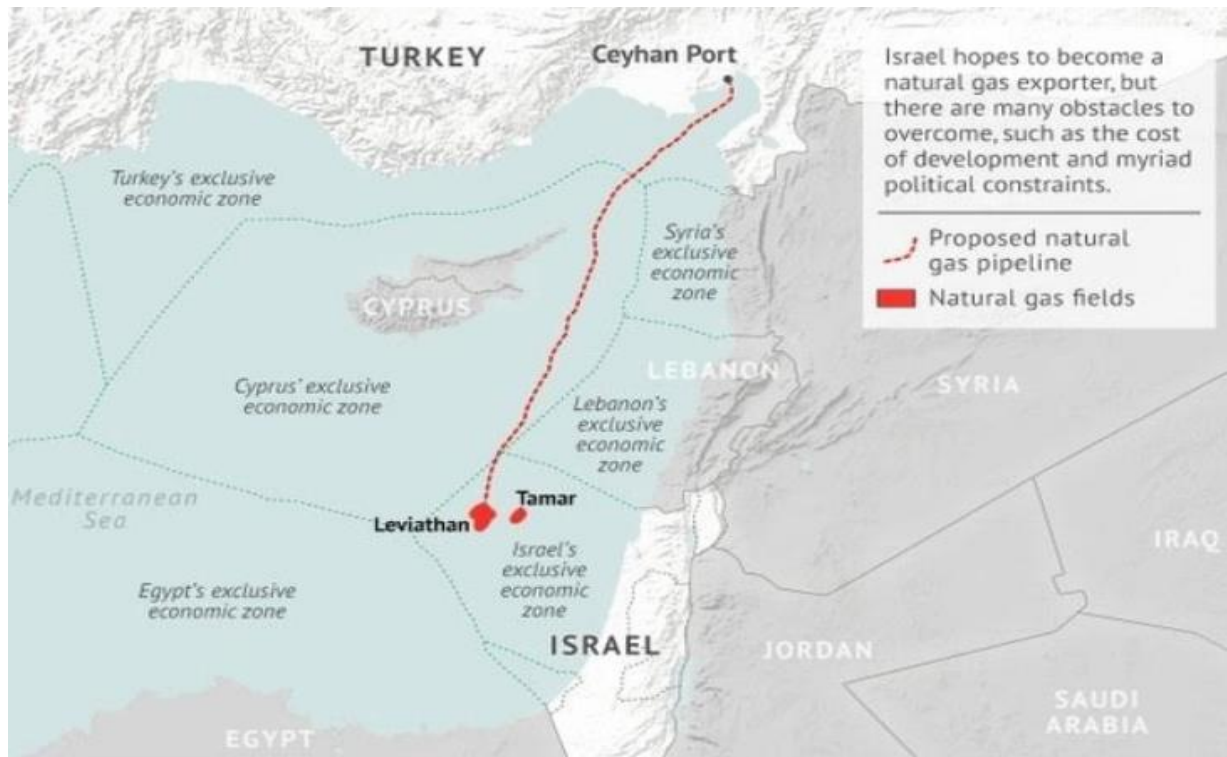 TURKEY
Ceyhan Port
Israel hopes to become a
natural gas exporter, but
there are many obstacles to
overcome, such as the cost
of development and myriad
political constraints.
Proposed natural
gas pipeline
Natural gas fields
Turkey's exclusive
economic zone
Syria's
exclusive
economic
zone
CYPRUS
LEBANON
SYRIA
Cyprus' exclusive
economic zone
Lebanon's
exclusive
economic
zone
Mediterranean
Sea
Leviathan
Tamar
Israel's
exclusive
economic
zone
IRAQ
Egypt's exclusive
economic zone
ISRAEL
JORDAN
SAUDI
ARABIA
EGYPT